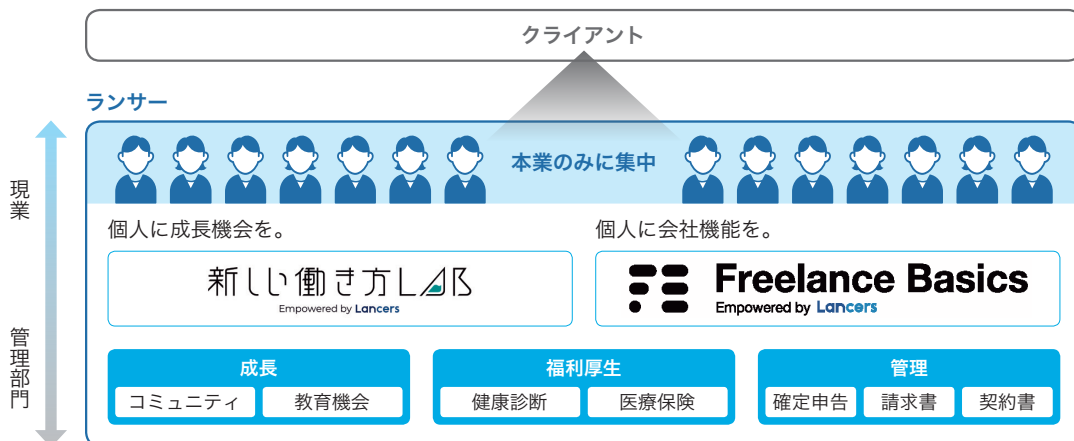 クライアント
ランサー
現業
本業のみに集中
個人に成長機会を。
個人に会社機能を。
新しい働き方LAB
Empowered by Lancers
Freelance Basics
Empowered by Lancers
管理部門
成長
コミュニティ
教育機会
福利厚生
健康診断
医療保険
管理
確定申告
請求書
契約書